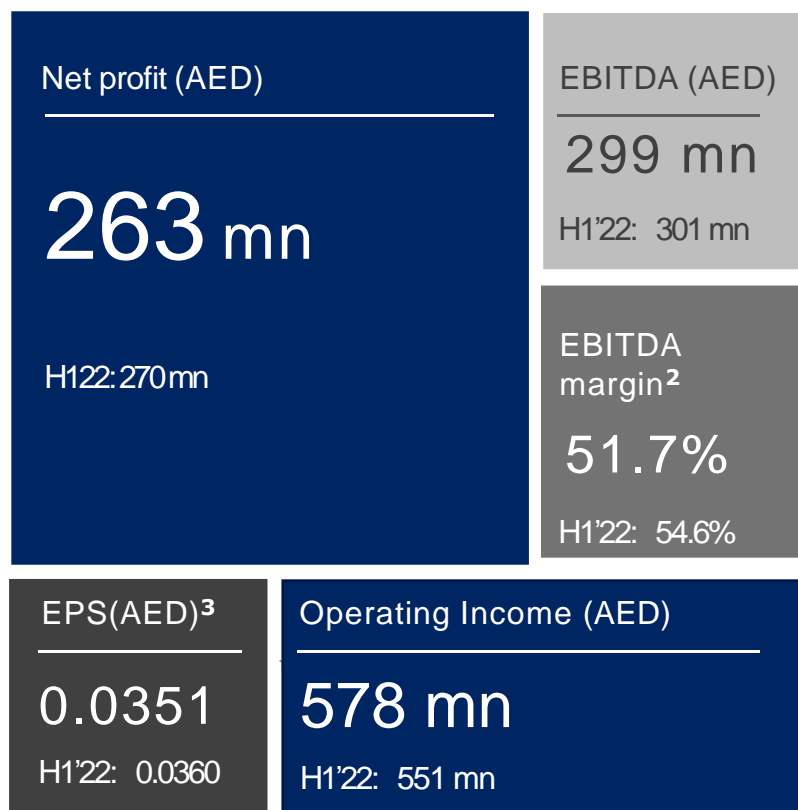 Net profit (AED)
263 mn
H122: 270 mn
EBITDA (AED)
299 mn
H1'22: 301 mn
EBITDA
margin²
51.7%
H1'22: 54.6%
EPS(AED)³
0.0351
H1'22: 0.0360
Operating Income (AED)
578 mn
H1'22: 551 mn